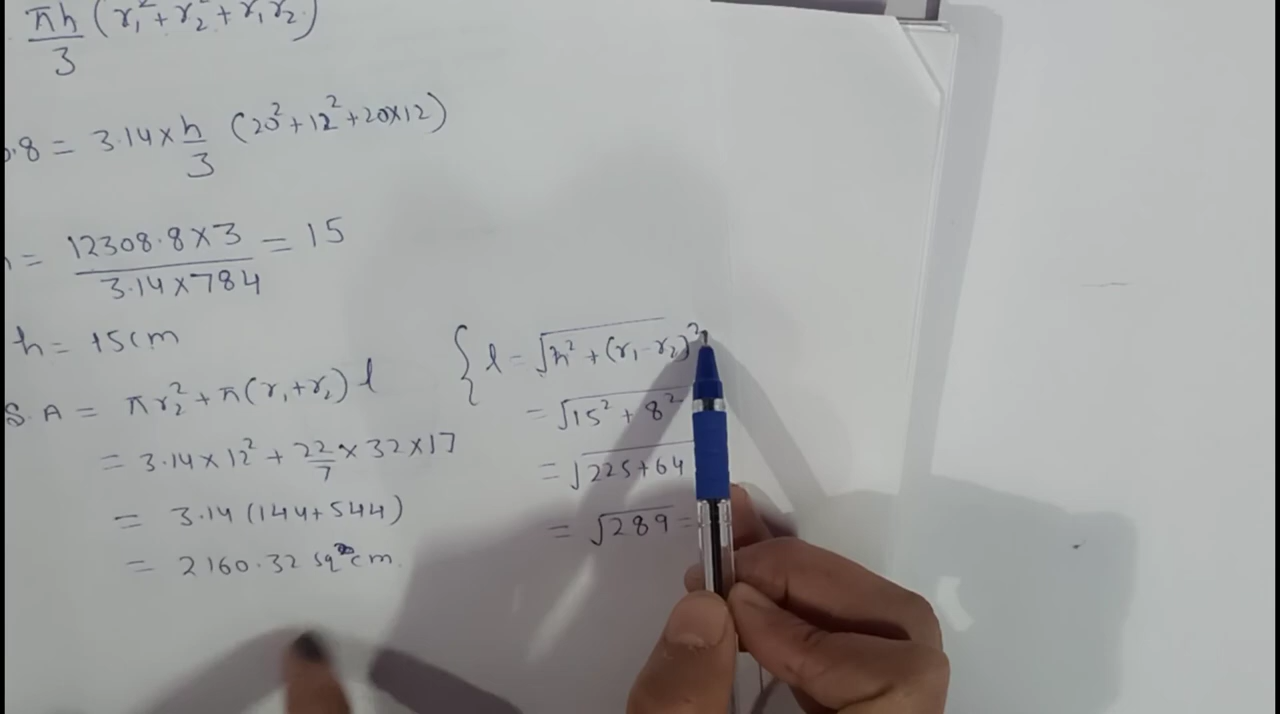 πh/3 (r₁² + r₂² + r₁r₂)
.8 = 3.14 × h/3 (20² + 12² + 20×12)
= 12308.8 × 3 / 3.14 × 784 = 15
h = 15cm
S.A = πr₂² + π(r₁+r₂) l
= 3.14 × 12² + 22/7 × 32 × 17
= 3.14 (144 + 544)
= 2160.32 sq cm.
{ l = √h² + (r₁-r₂)²
= √15² + 8²
= √225 + 64
= √289 =